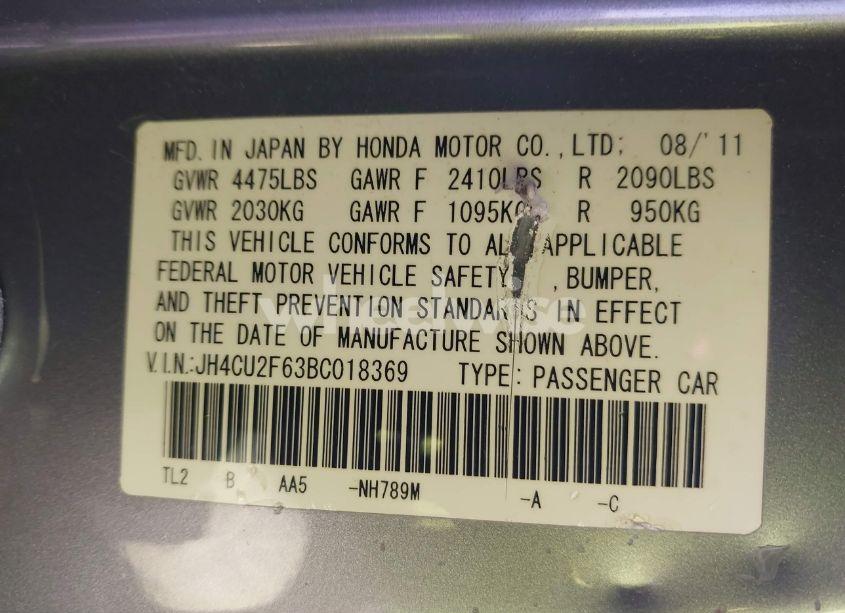 MFD. IN JAPAN BY HONDA MOTOR CO.,LTD; 08/'11
GVWR 4475LBS GAWR F 2410LBS R 2090LBS
GVWR 2030KG GAWR F 1095KG R 950KG
THIS VEHICLE CONFORMS TO ALL APPLICABLE
FEDERAL MOTOR VEHICLE SAFETY, BUMPER,
AND THEFT PREVENTION STANDARDS IN EFFECT
ON THE DATE OF MANUFACTURE SHOWN ABOVE.
V.I.N.:JH4CU2F63BC018369 TYPE: PASSENGER CAR
TL2 B AA5 -NH789M -A -C
wheelwise